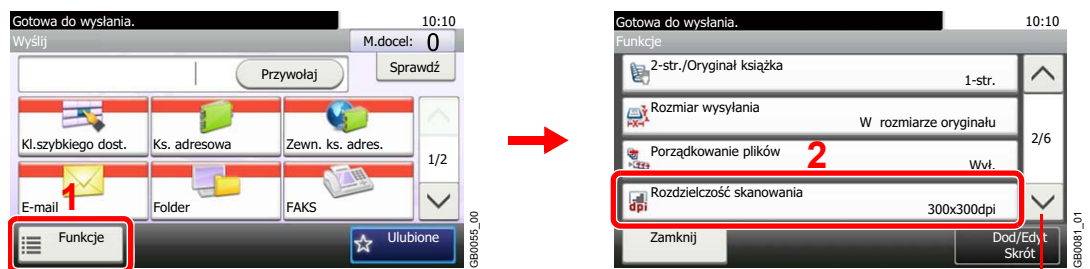 Gotowa do wysłania.
10:10
Wyślij
M.docel: 0
Przywołaj
Sprawdź
Kl.szybkiego dost.
Ks. adresowa
Zewn. ks. adres.
1/2
E-mail
1
Folder
FAKS
Funkcje
Ulubione
GB0055_00
Gotowa do wysłania.
10:10
Funkcje
2-str./Oryginał książka
1-str.
Rozmiar wysyłania
W rozmiarze oryginału
2/6
Porządkowanie plików
2
Wył.
Rozdzielczość skanowania
dpi
300x300dpi
Zamknij
Dod/Edyt
Skrót
GB0081_01